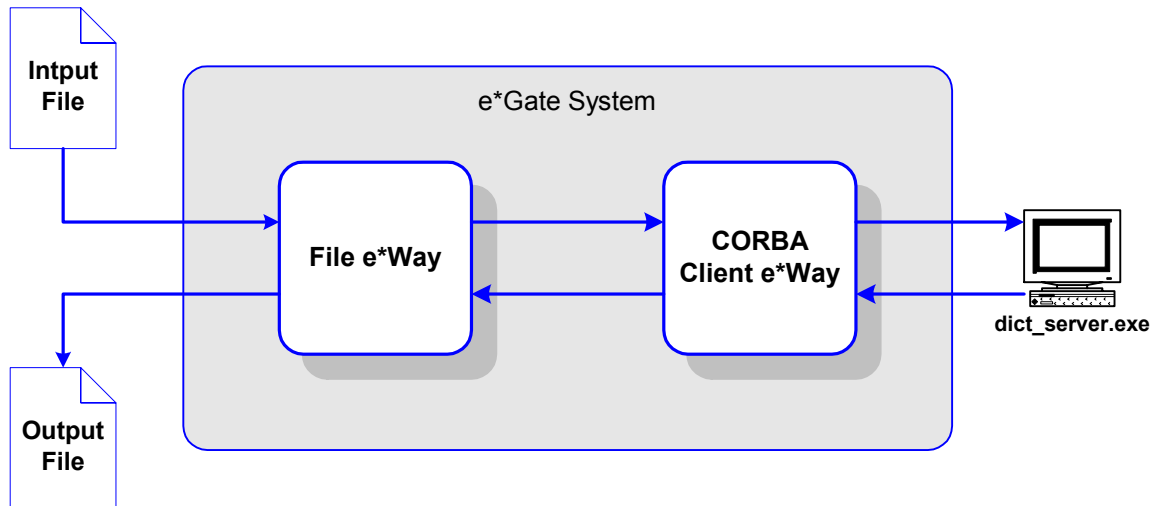 Intput
File
e*Gate System
File e*Way
CORBA
Client e*Way
dict_server.exe
Output
File